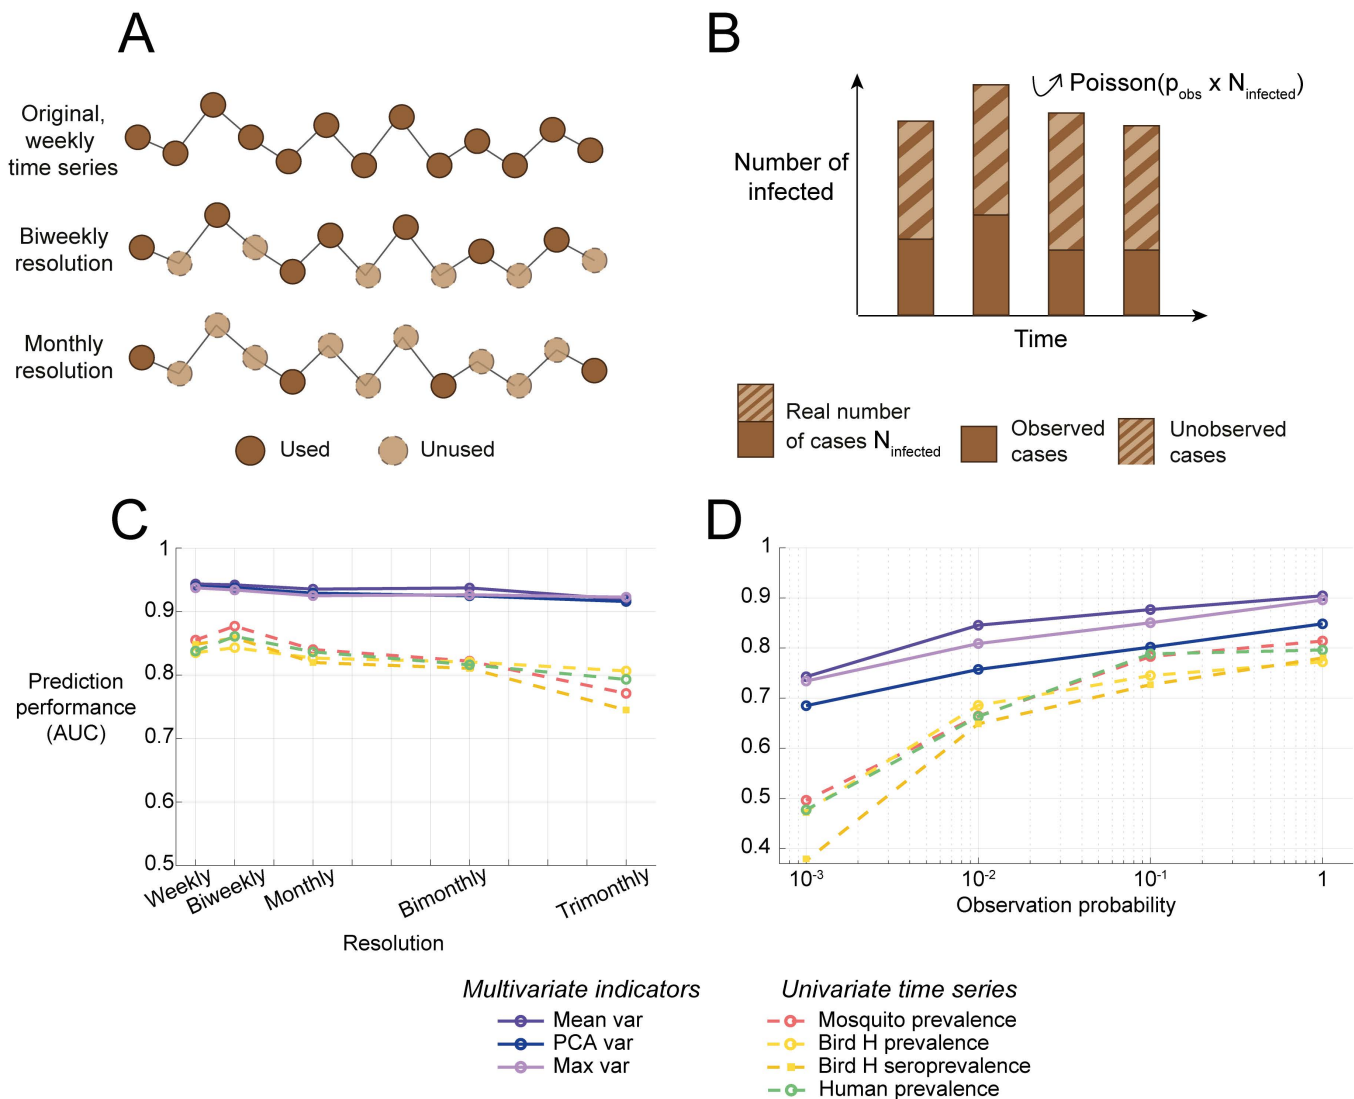 A
Original,
weekly
time series
Biweekly
resolution
Monthly
resolution
Used
Unused
B
Poisson(p_obs x N_infected)
Number of
infected
Time
Real number
of cases N_infected
Observed
cases
Unobserved
cases
C
1
0.9
0.8
0.7
0.6
0.5
Prediction
performance
(AUC)
Weekly
Biweekly
Monthly
Bimonthly
Trimonthly
Resolution
D
1
0.9
0.8
0.7
0.6
0.5
0.4
10^-3
10^-2
10^-1
1
Observation probability
Multivariate indicators
Mean var
PCA var
Max var
Univariate time series
Mosquito prevalence
Bird H prevalence
Bird H seroprevalence
Human prevalence